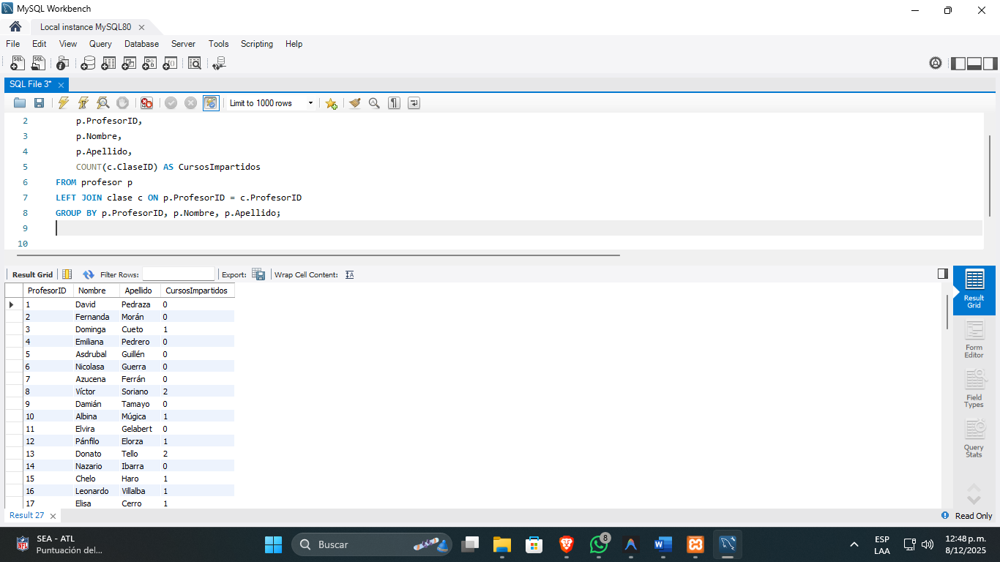 MySQL Workbench
Local instance MySQL80
File Edit View Query Database Server Tools Scripting Help
SQL File 3*
Limit to 1000 rows
2 p.ProfesorID,
3 p.Nombre,
4 p.Apellido,
5 COUNT(c.ClaseID) AS CursosImpartidos
6 FROM profesor p
7 LEFT JOIN clase c ON p.ProfesorID = c.ProfesorID
8 GROUP BY p.ProfesorID, p.Nombre, p.Apellido;
9
10
Result Grid Filter Rows: Export: Wrap Cell Content:
ProfesorID Nombre Apellido CursosImpartidos
1 David Pedraza 0
2 Fernanda Morán 0
3 Dominga Cueto 1
4 Emiliana Pedrero 0
5 Asdrubal Guillén 0
6 Nicolasa Guerra 0
7 Azucena Ferrán 0
8 Víctor Soriano 2
9 Damián Tamayo 0
10 Albina Múgica 1
11 Elvira Gelabert 0
12 Pánfilo Elorza 1
13 Donato Tello 2
14 Nazario Ibarra 0
15 Chelo Haro 1
16 Leonardo Villalba 1
17 Elisa Cerro 1
Result
Grid
Form
Editor
Field
Types
Query
Stats
Result 27
Read Only
SEA - ATL
Puntuación del...
Buscar
8
ESP
LAA
12:48 p.m.
8/12/2025